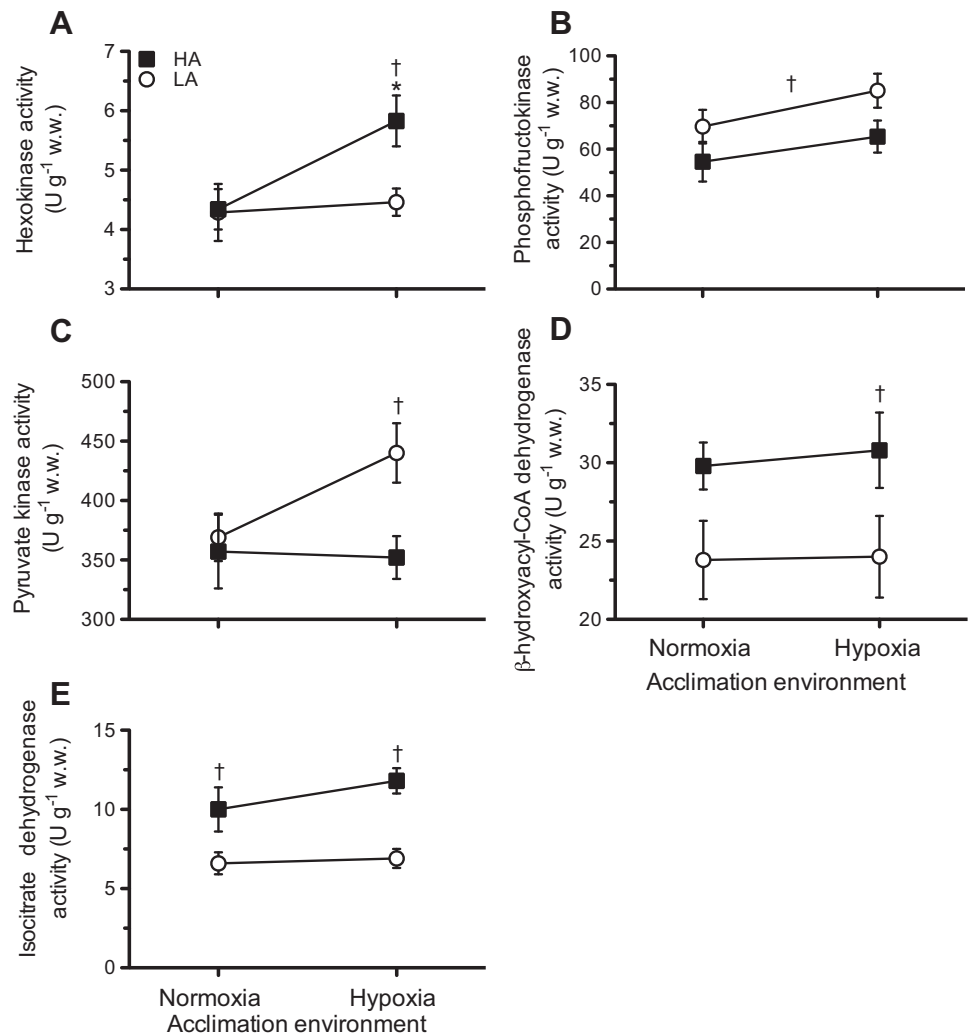 A
7
6
5
4
3
Hexokinase activity
(U g-1 w.w.)
HA
LA
†
*
B
100
80
60
40
20
0
Phosphofructokinase
activity (U g-1 w.w.)
†
C
500
450
400
350
300
Pyruvate kinase activity
(U g-1 w.w.)
†
D
35
30
25
20
β-hydroxyacyl-CoA dehydrogenase
activity (U g-1 w.w.)
†
Normoxia Hypoxia
Acclimation environment
E
15
10
5
0
Isocitrate dehydrogenase
activity (U g-1 w.w.)
† †
Normoxia Hypoxia
Acclimation environment